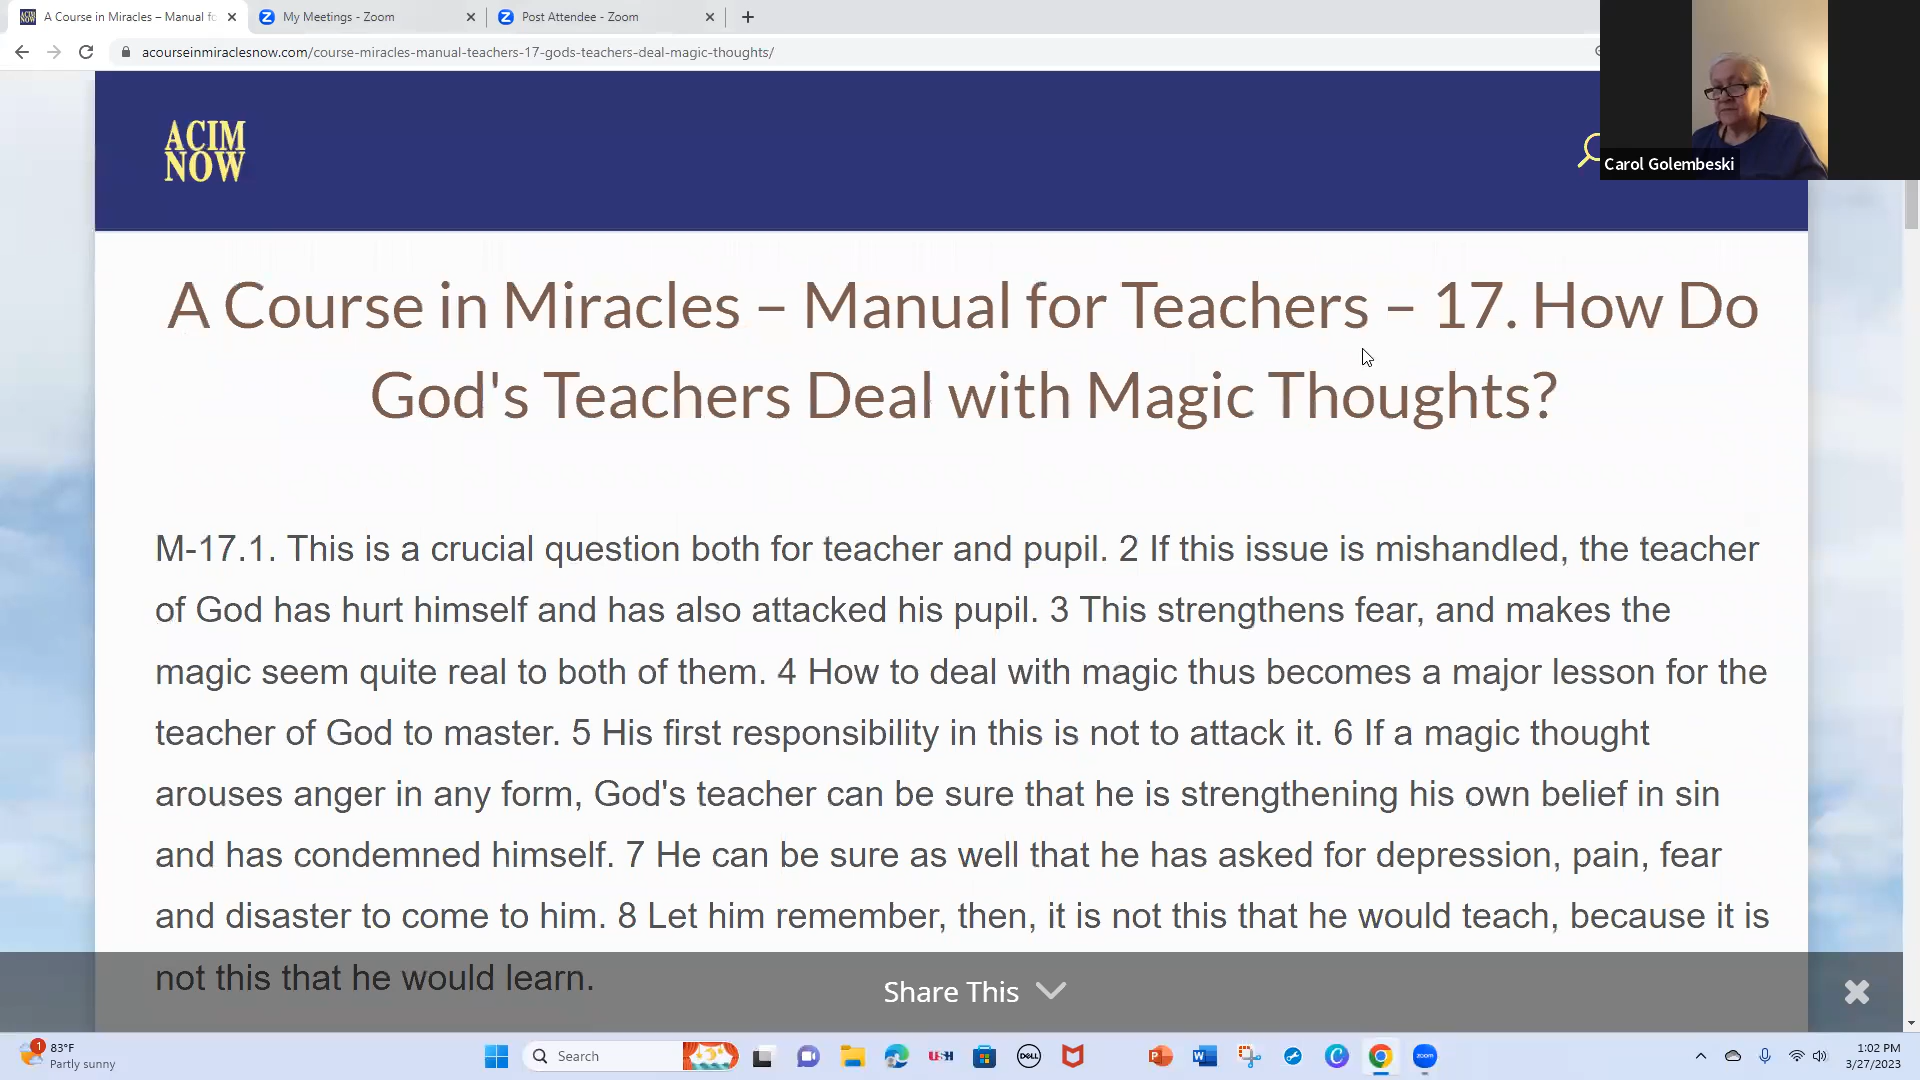 A Course in Miracles – Manual fo
My Meetings - Zoom
Post Attendee - Zoom
acourseinmiraclesnow.com/course-miracles-manual-teachers-17-gods-teachers-deal-magic-thoughts/
ACIM
NOW
Carol Golembeski
A Course in Miracles – Manual for Teachers – 17. How Do
God's Teachers Deal with Magic Thoughts?
M-17.1. This is a crucial question both for teacher and pupil. 2 If this issue is mishandled, the teacher
of God has hurt himself and has also attacked his pupil. 3 This strengthens fear, and makes the
magic seem quite real to both of them. 4 How to deal with magic thus becomes a major lesson for the
teacher of God to master. 5 His first responsibility in this is not to attack it. 6 If a magic thought
arouses anger in any form, God's teacher can be sure that he is strengthening his own belief in sin
and has condemned himself. 7 He can be sure as well that he has asked for depression, pain, fear
and disaster to come to him. 8 Let him remember, then, it is not this that he would teach, because it is
not this that he would learn.
Share This
1
83°F
Partly sunny
Search
USH
DELL
zoom
1:02 PM
3/27/2023